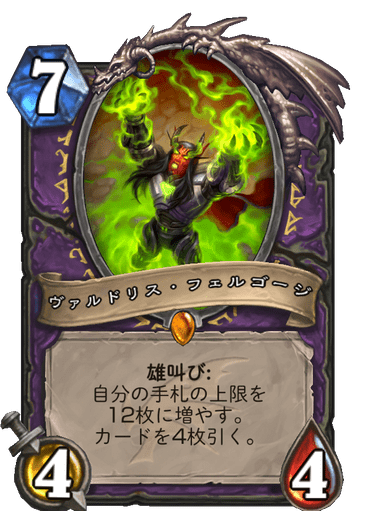 7
ヴァルドリス・フェルゴージ
雄叫び:
自分の手札の上限を
12枚に増やす。
カードを4枚引く。
4
4